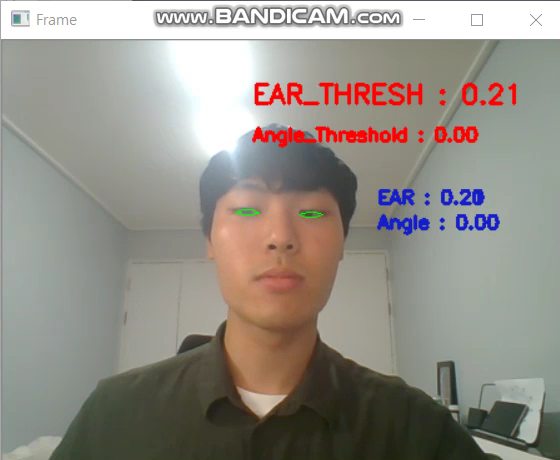 Frame
www.BANDICAM.com
EAR_THRESH : 0.21
Angle_Threshold : 0.00
EAR : 0.20
Angle : 0.00